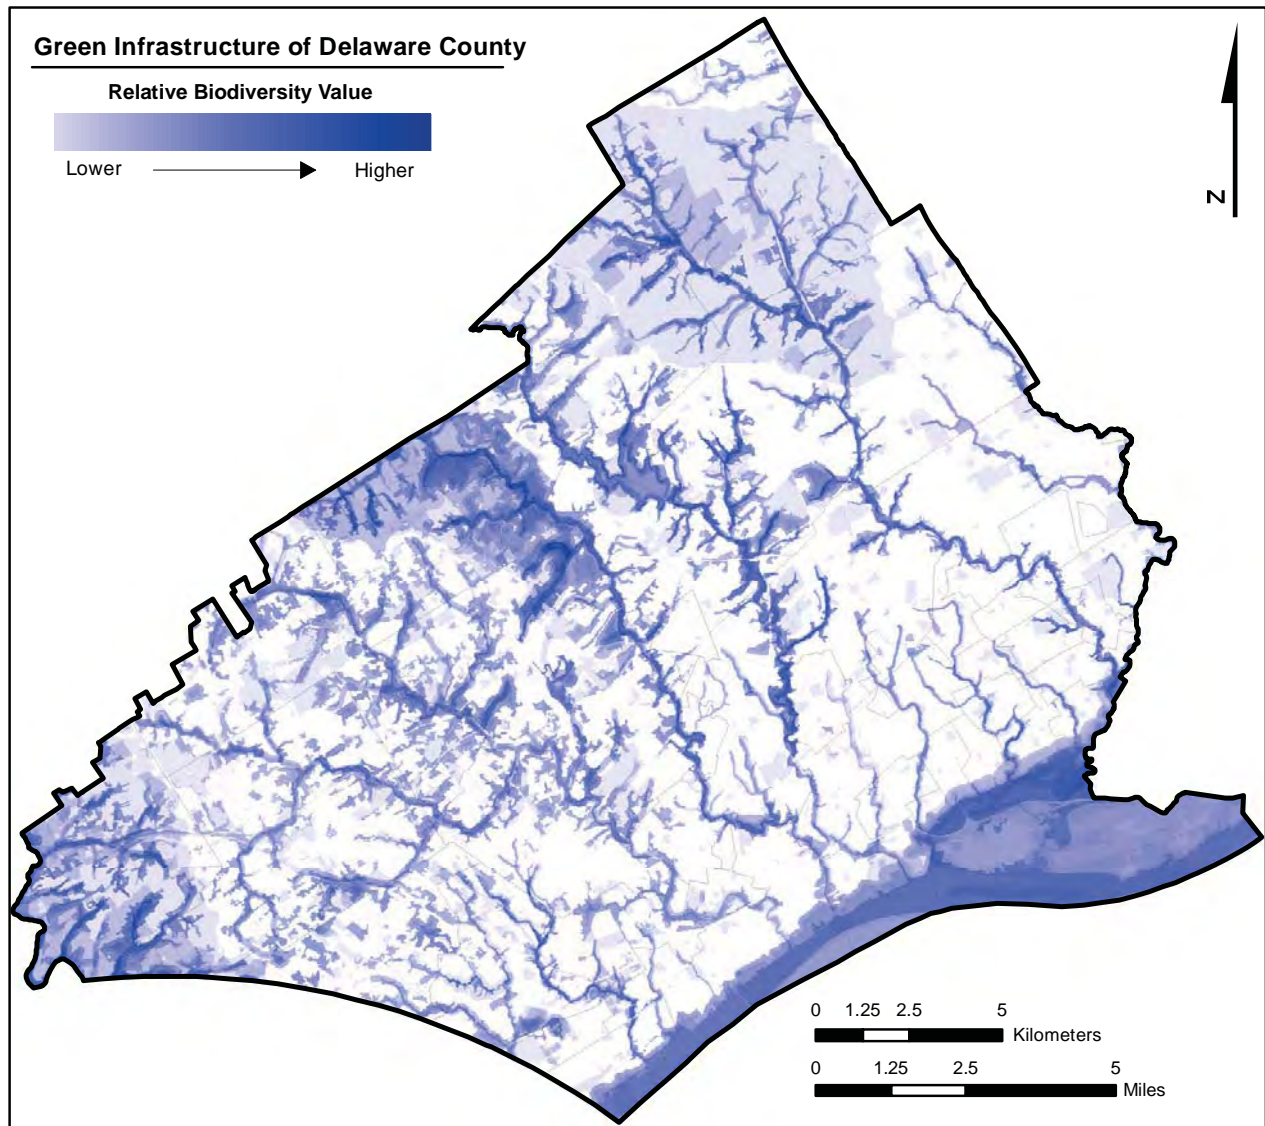 Green Infrastructure of Delaware County
Relative Biodiversity Value
Lower Higher
N
0 1.25 2.5 5
Kilometers
0 1.25 2.5 5
Miles